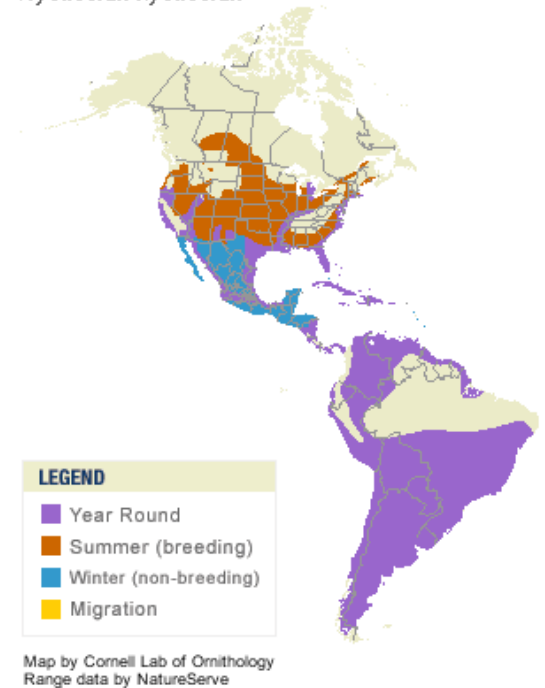 LEGEND
Year Round
Summer (breeding)
Winter (non-breeding)
Migration
Map by Cornell Lab of Ornithology
Range data by NatureServe